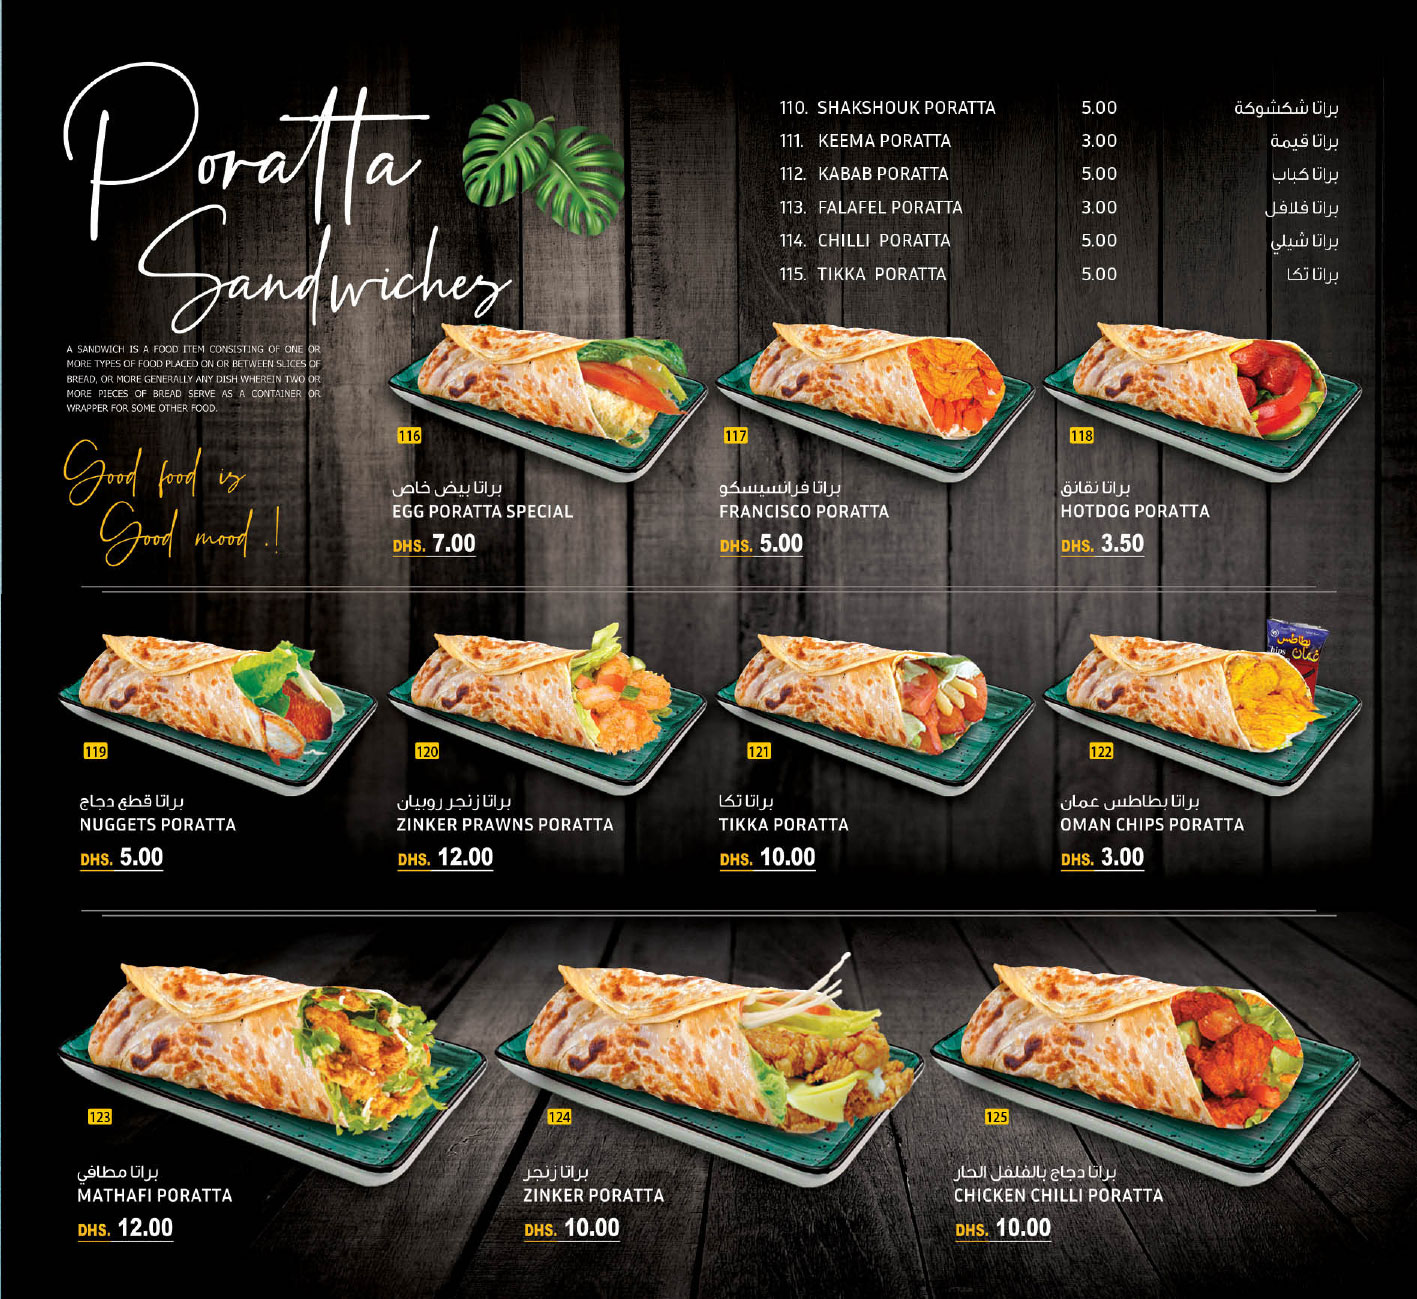 Poratta
Sandwiches
A SANDWICH IS A FOOD ITEM CONSISTING OF ONE OR
MORE TYPES OF FOOD PLACED ON OR BETWEEN SLICES OF
BREAD, OR MORE GENERALLY ANY DISH WHEREIN TWO OR
MORE PIECES OF BREAD SERVE AS A CONTAINER OR
WRAPPER FOR SOME OTHER FOOD.
Good food is
Good mood .!
110. SHAKSHOUK PORATTA 5.00 براتا شكشوكة
111. KEEMA PORATTA 3.00 براتا قيمة
112. KABAB PORATTA 5.00 براتا كباب
113. FALAFEL PORATTA 3.00 براتا فلافل
114. CHILLI PORATTA 5.00 براتا شيلي
115. TIKKA PORATTA 5.00 براتا تكا
116
براتا بيض خاص
EGG PORATTA SPECIAL
DHS. 7.00
117
براتا فرانسيسكو
FRANCISCO PORATTA
DHS. 5.00
118
براتا نقانق
HOTDOG PORATTA
DHS. 3.50
119
براتا قطع دجاج
NUGGETS PORATTA
DHS. 5.00
120
براتا زنجر روبيان
ZINKER PRAWNS PORATTA
DHS. 12.00
121
براتا تكا
TIKKA PORATTA
DHS. 10.00
بطاطس
عُمان
122
براتا بطاطس عمان
OMAN CHIPS PORATTA
DHS. 3.00
123
براتا مطافي
MATHAFI PORATTA
DHS. 12.00
124
براتا زنجر
ZINKER PORATTA
DHS. 10.00
125
براتا دجاج بالفلفل الحار
CHICKEN CHILLI PORATTA
DHS. 10.00